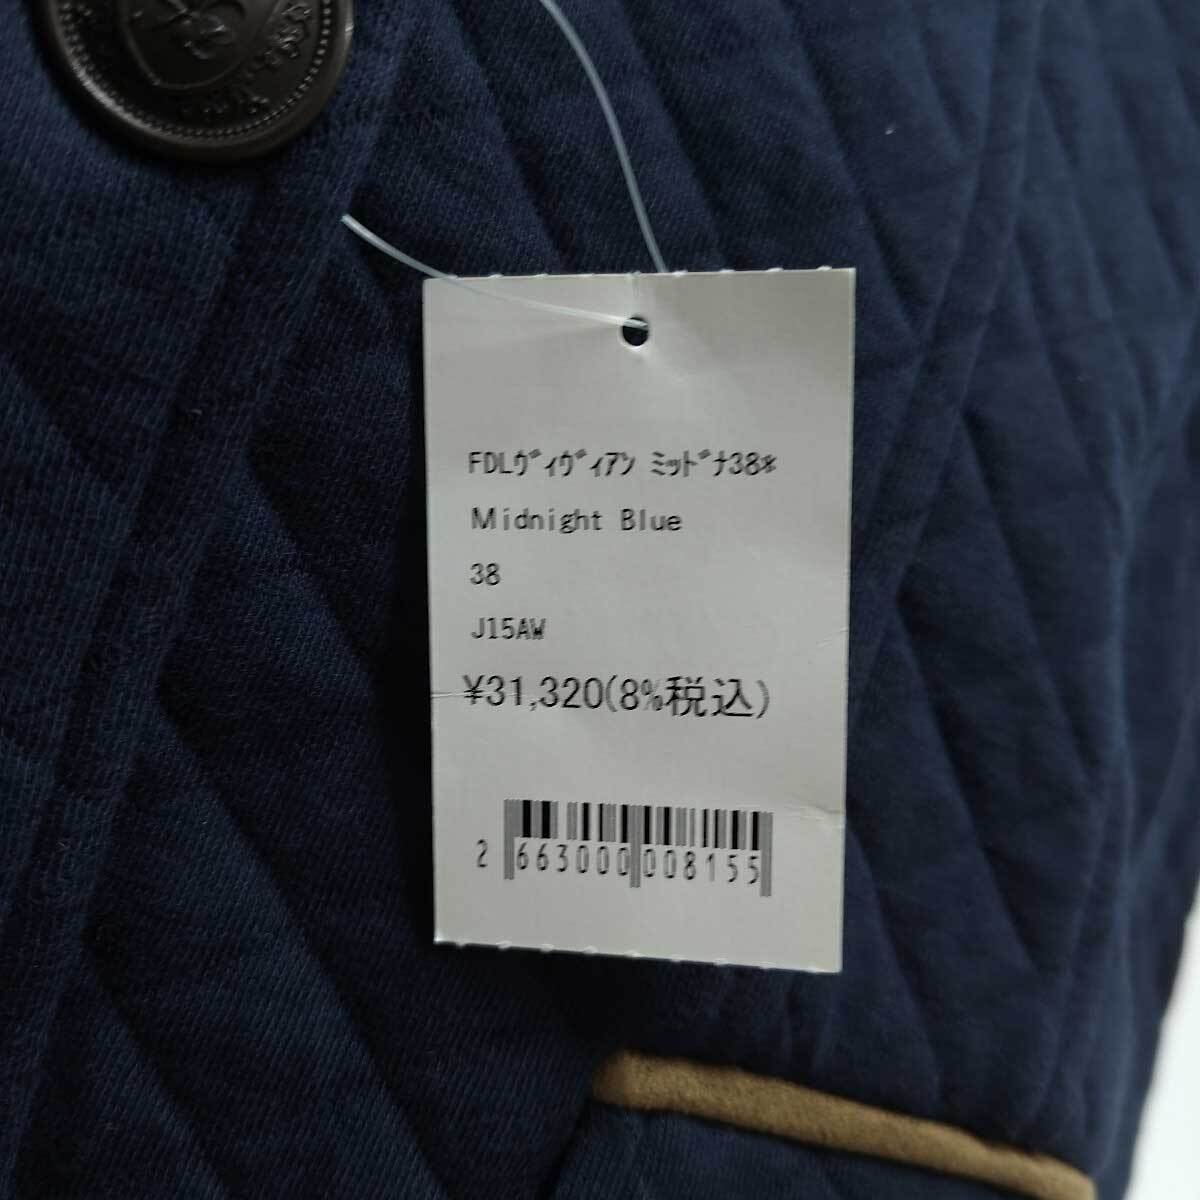 FDLｳﾞｨｳﾞｨｱﾝ ﾐｯﾄﾞﾅ38*
Midnight Blue
38
J15AW
¥31,320(8%税込)
2 663000 008155